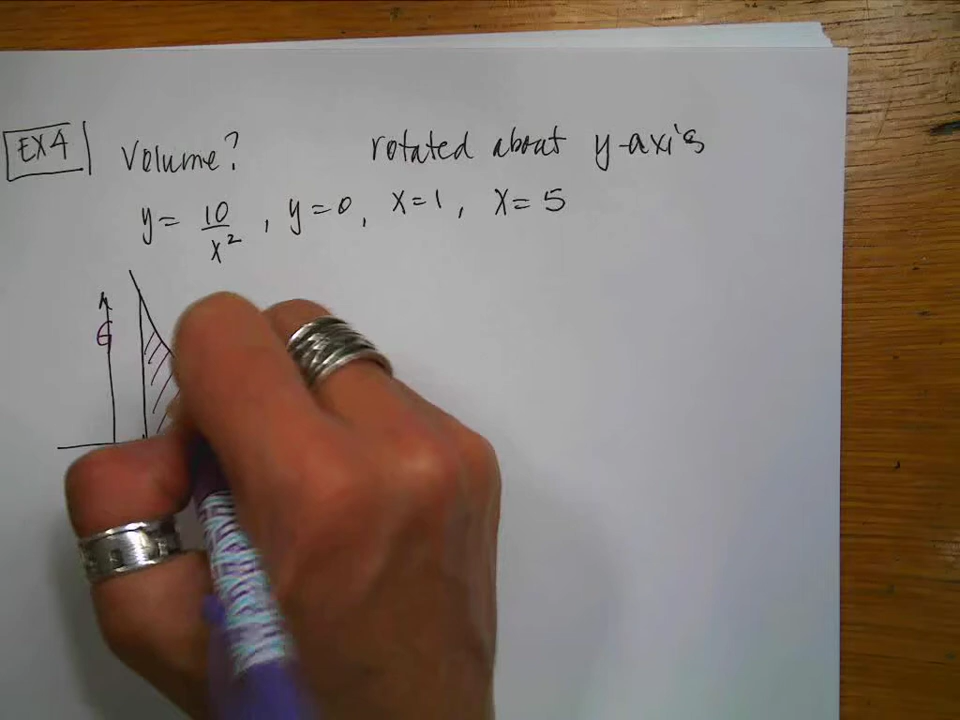 EX4 Volume? rotated about y-axis
y = 10/x², y=0, x=1, x=5